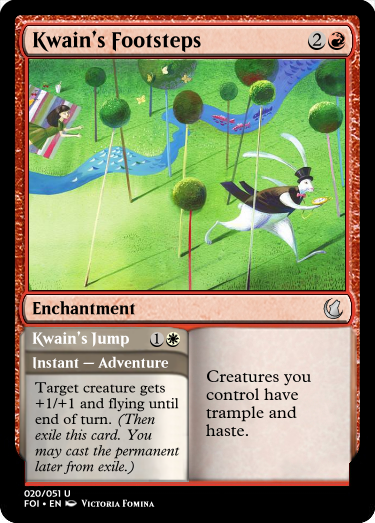 Kwain's Footsteps 2
Enchantment
Kwain's Jump 1
Instant — Adventure
Target creature gets
+1/+1 and flying until
end of turn. (Then
exile this card. You
may cast the permanent
later from exile.)
Creatures you
control have
trample and
haste.
020/051 U
FOI • EN Victoria Fomina